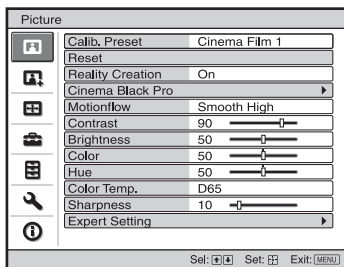 Picture
Calib. Preset Cinema Film 1
Reset
Reality Creation On
Cinema Black Pro
Motionflow Smooth High
Contrast 90
Brightness 50
Color 50
Hue 50
Color Temp. D65
Sharpness 10
Expert Setting
Sel: Set: Exit: MENU